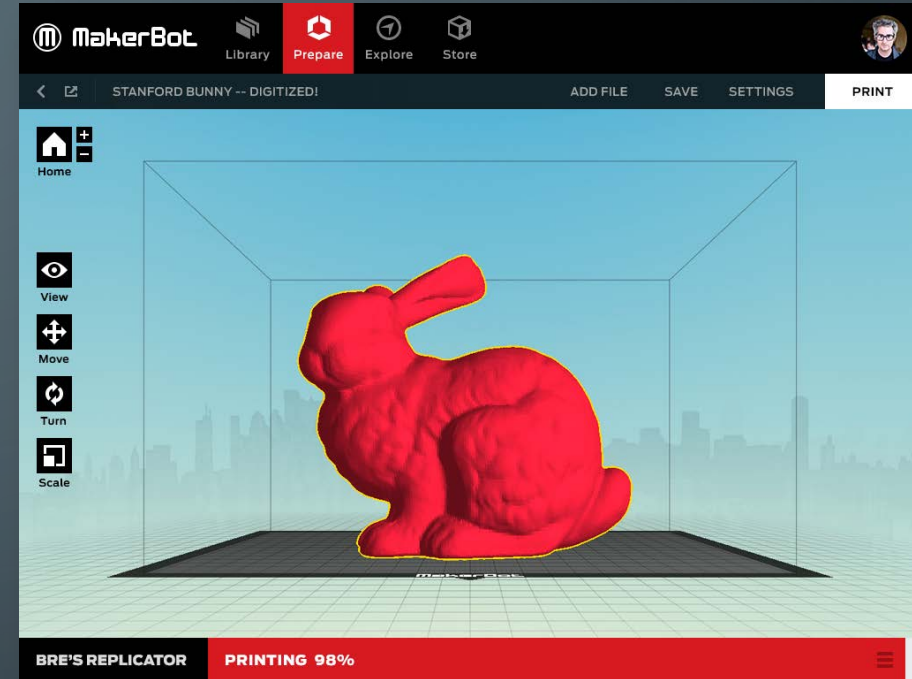 MakerBot
Library
Prepare
Explore
Store
STANFORD BUNNY -- DIGITIZED!
ADD FILE
SAVE
SETTINGS
PRINT
+
Home
−
View
Move
Turn
Scale
MakerBot
BRE'S REPLICATOR
PRINTING 98%